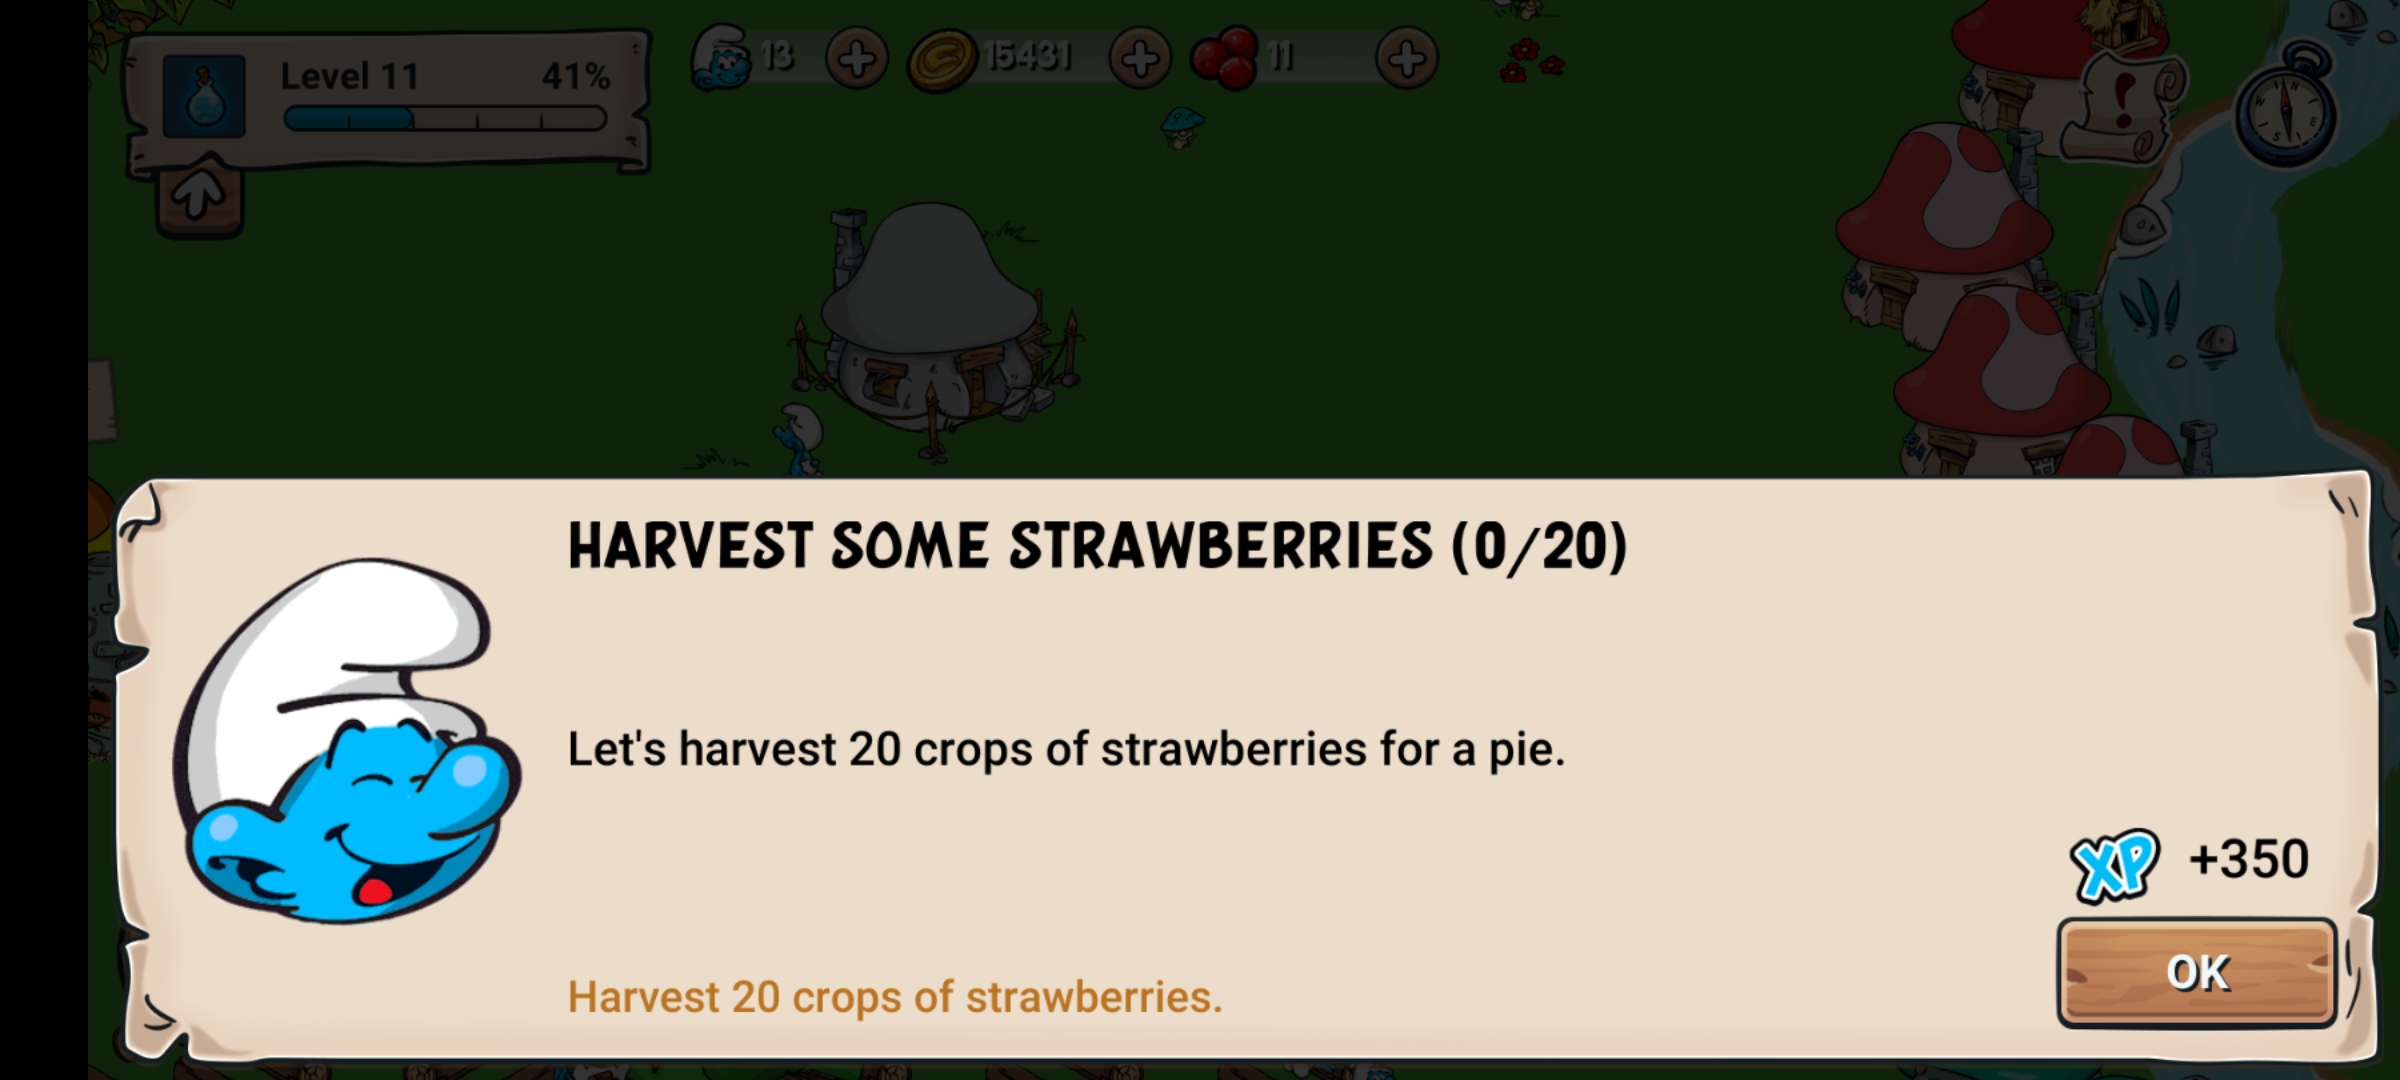 Level 11 41%
13 15431 11
HARVEST SOME STRAWBERRIES (0/20)
Let's harvest 20 crops of strawberries for a pie.
XP +350
Harvest 20 crops of strawberries.
OK